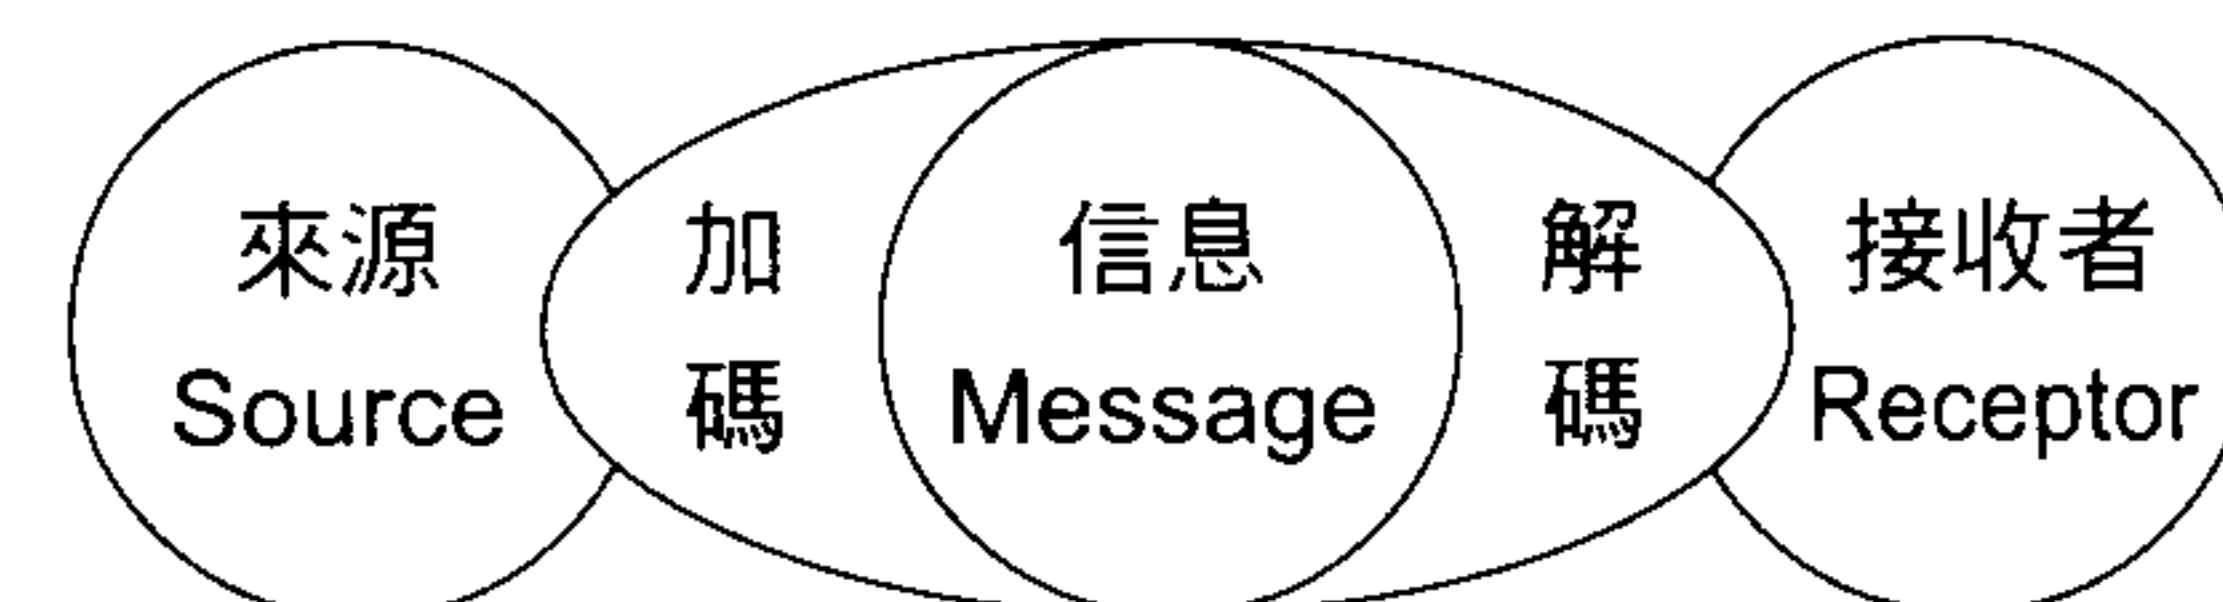 來源
Source
加
碼
信息
Message
解
碼
接收者
Receptor